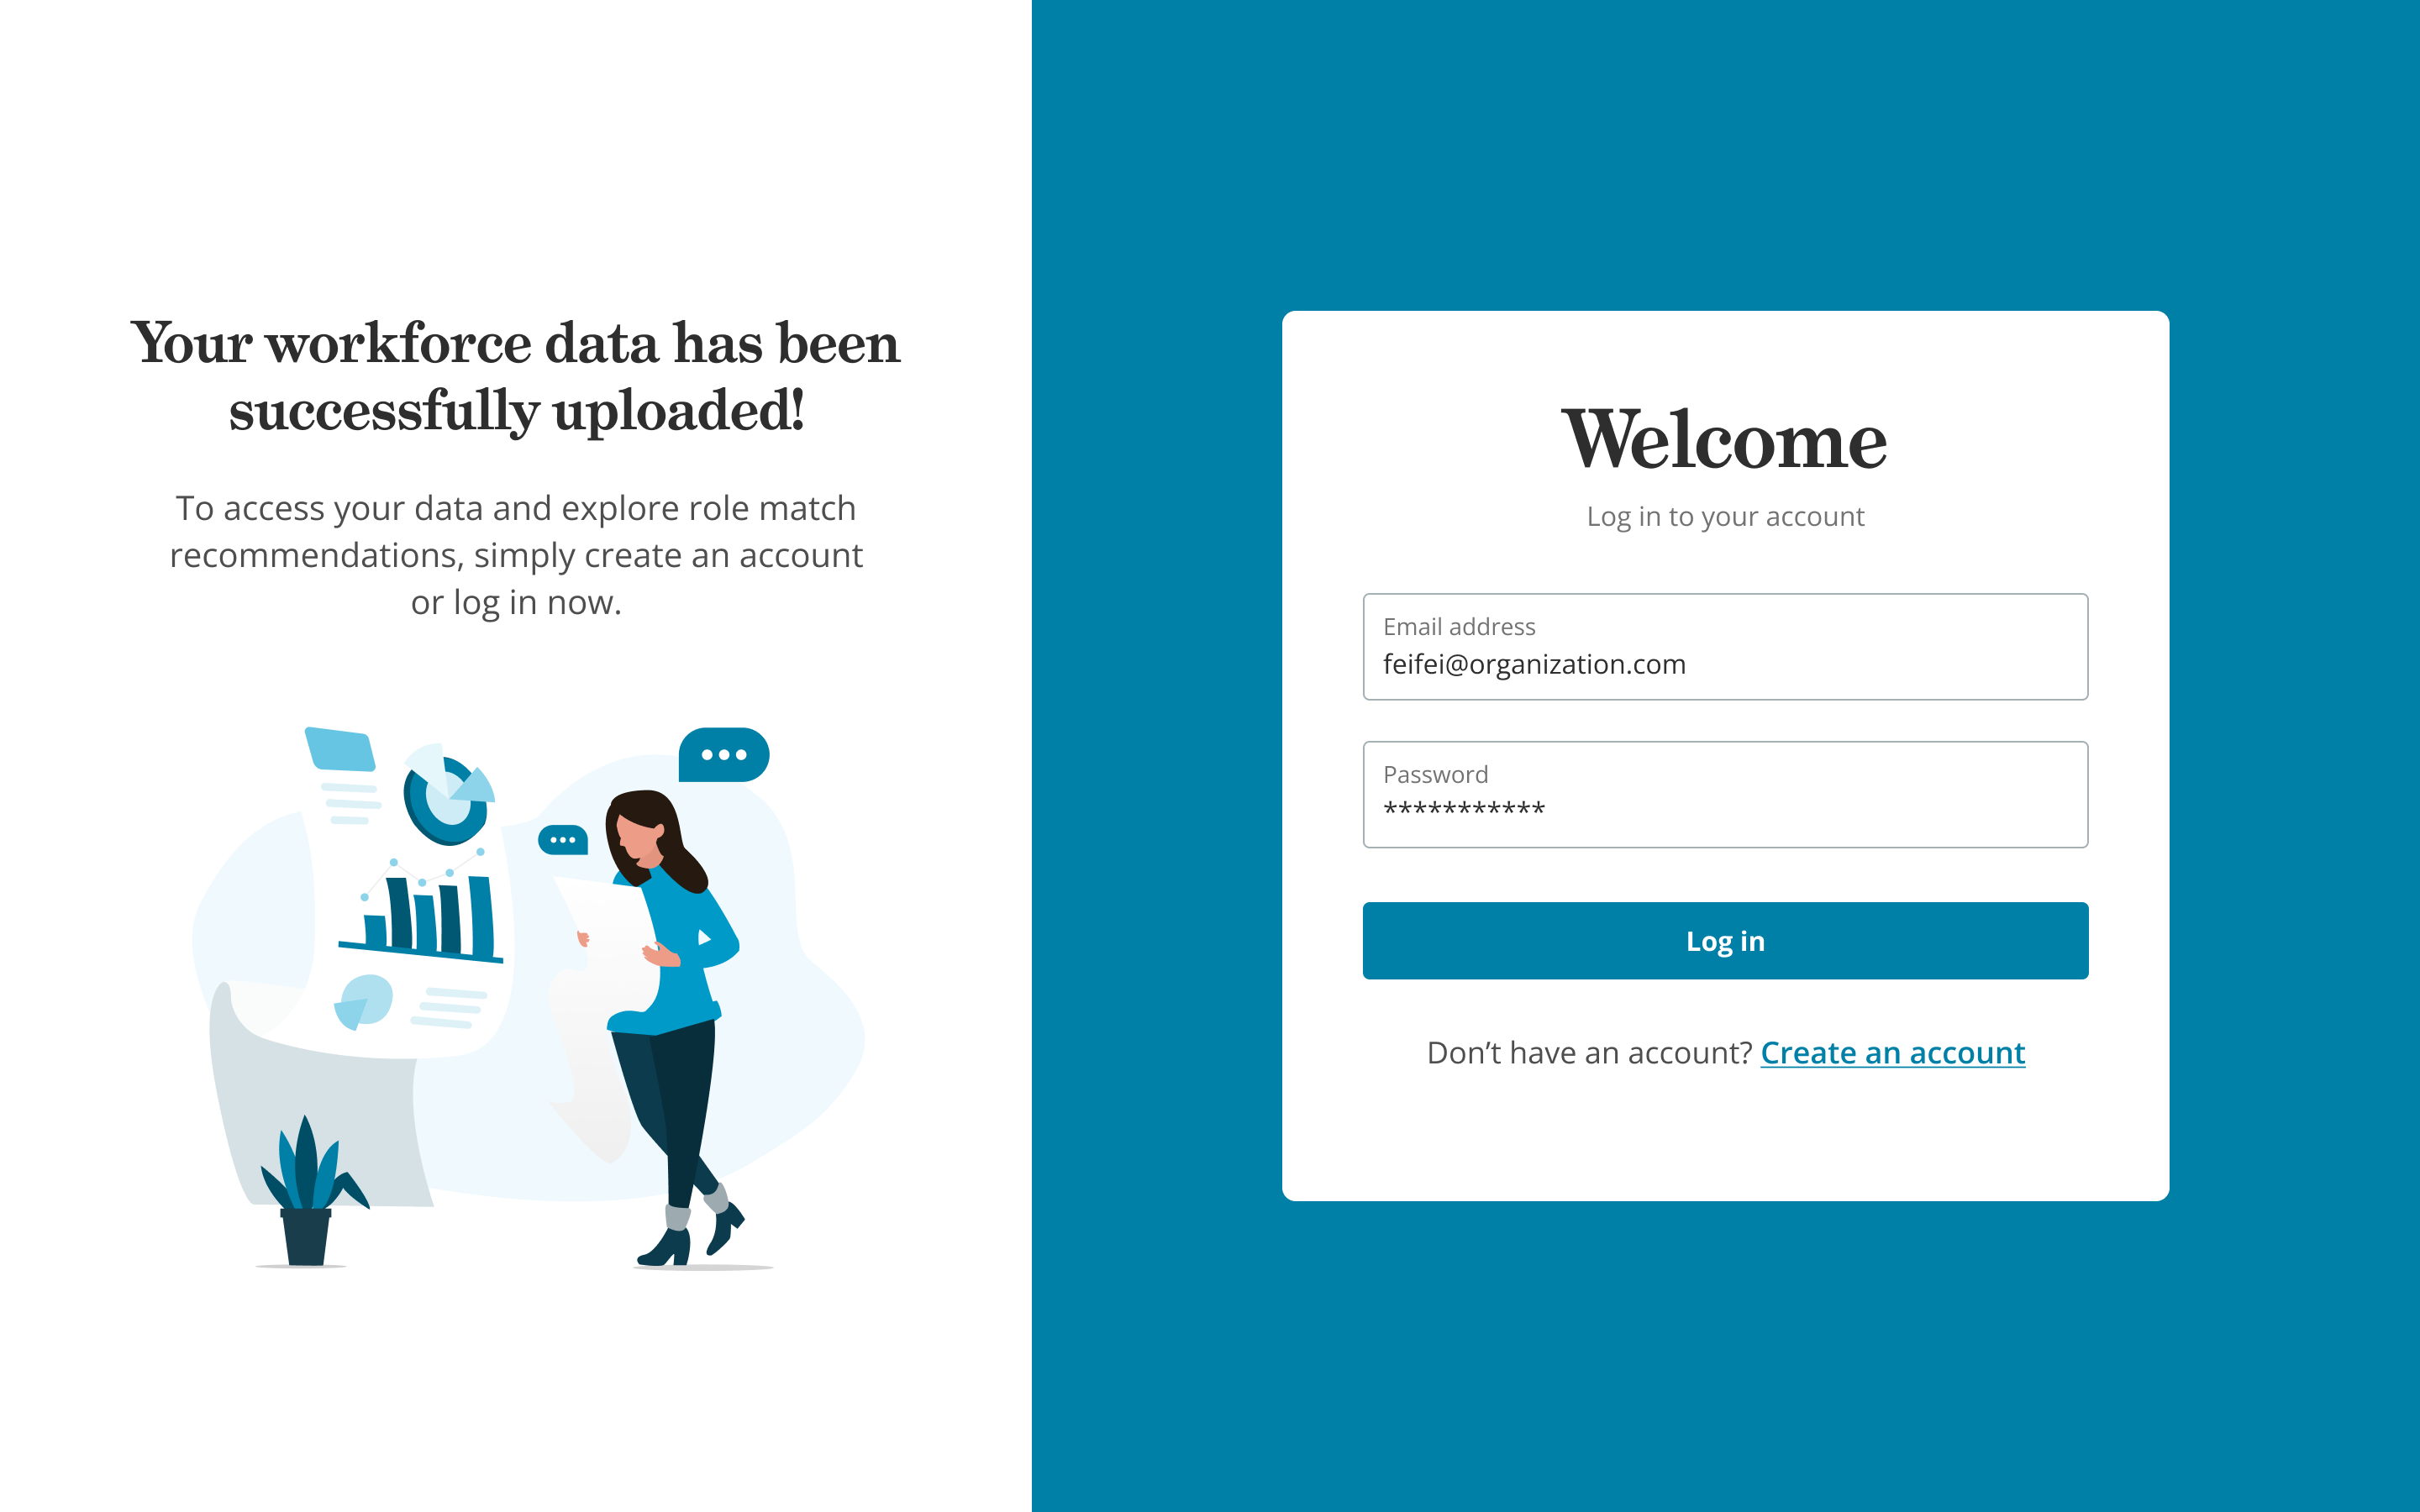 Your workforce data has been
successfully uploaded!
To access your data and explore role match
recommendations, simply create an account
or log in now.
Welcome
Log in to your account
Email address
feifei@organization.com
Password
***********
Log in
Don’t have an account? Create an account